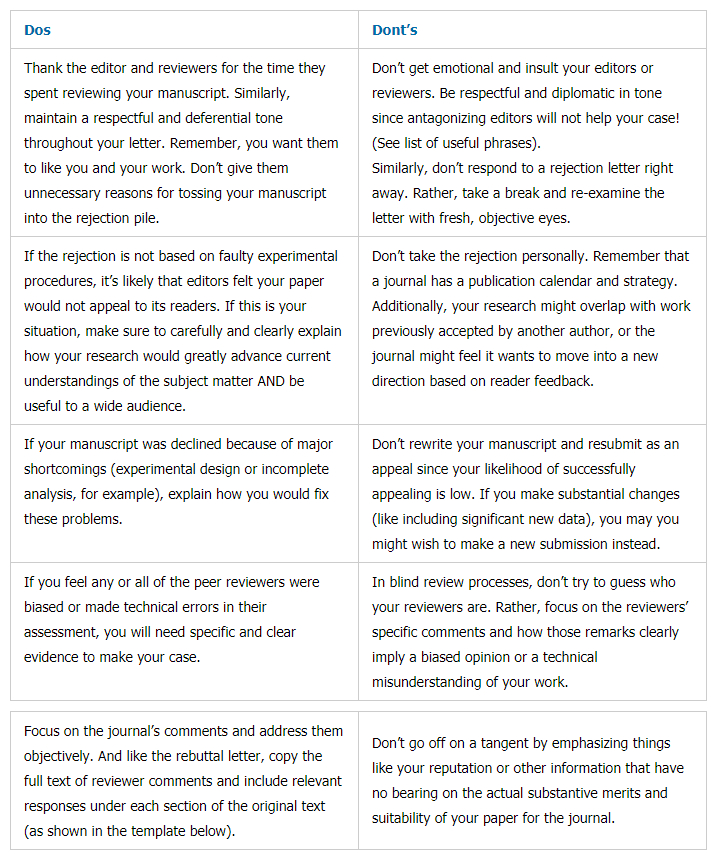 Dos
Dont’s
Thank the editor and reviewers for the time they
spent reviewing your manuscript. Similarly,
maintain a respectful and deferential tone
throughout your letter. Remember, you want them
to like you and your work. Don’t give them
unnecessary reasons for tossing your manuscript
into the rejection pile.
Don’t get emotional and insult your editors or
reviewers. Be respectful and diplomatic in tone
since antagonizing editors will not help your case!
(See list of useful phrases).
Similarly, don’t respond to a rejection letter right
away. Rather, take a break and re-examine the
letter with fresh, objective eyes.
If the rejection is not based on faulty experimental
procedures, it’s likely that editors felt your paper
would not appeal to its readers. If this is your
situation, make sure to carefully and clearly explain
how your research would greatly advance current
understandings of the subject matter AND be
useful to a wide audience.
Don’t take the rejection personally. Remember that
a journal has a publication calendar and strategy.
Additionally, your research might overlap with work
previously accepted by another author, or the
journal might feel it wants to move into a new
direction based on reader feedback.
If your manuscript was declined because of major
shortcomings (experimental design or incomplete
analysis, for example), explain how you would fix
these problems.
Don’t rewrite your manuscript and resubmit as an
appeal since your likelihood of successfully
appealing is low. If you make substantial changes
(like including significant new data), you may you
might wish to make a new submission instead.
If you feel any or all of the peer reviewers were
biased or made technical errors in their
assessment, you will need specific and clear
evidence to make your case.
In blind review processes, don’t try to guess who
your reviewers are. Rather, focus on the reviewers’
specific comments and how those remarks clearly
imply a biased opinion or a technical
misunderstanding of your work.
Focus on the journal’s comments and address them
objectively. And like the rebuttal letter, copy the
full text of reviewer comments and include relevant
responses under each section of the original text
(as shown in the template below).
Don’t go off on a tangent by emphasizing things
like your reputation or other information that have
no bearing on the actual substantive merits and
suitability of your paper for the journal.